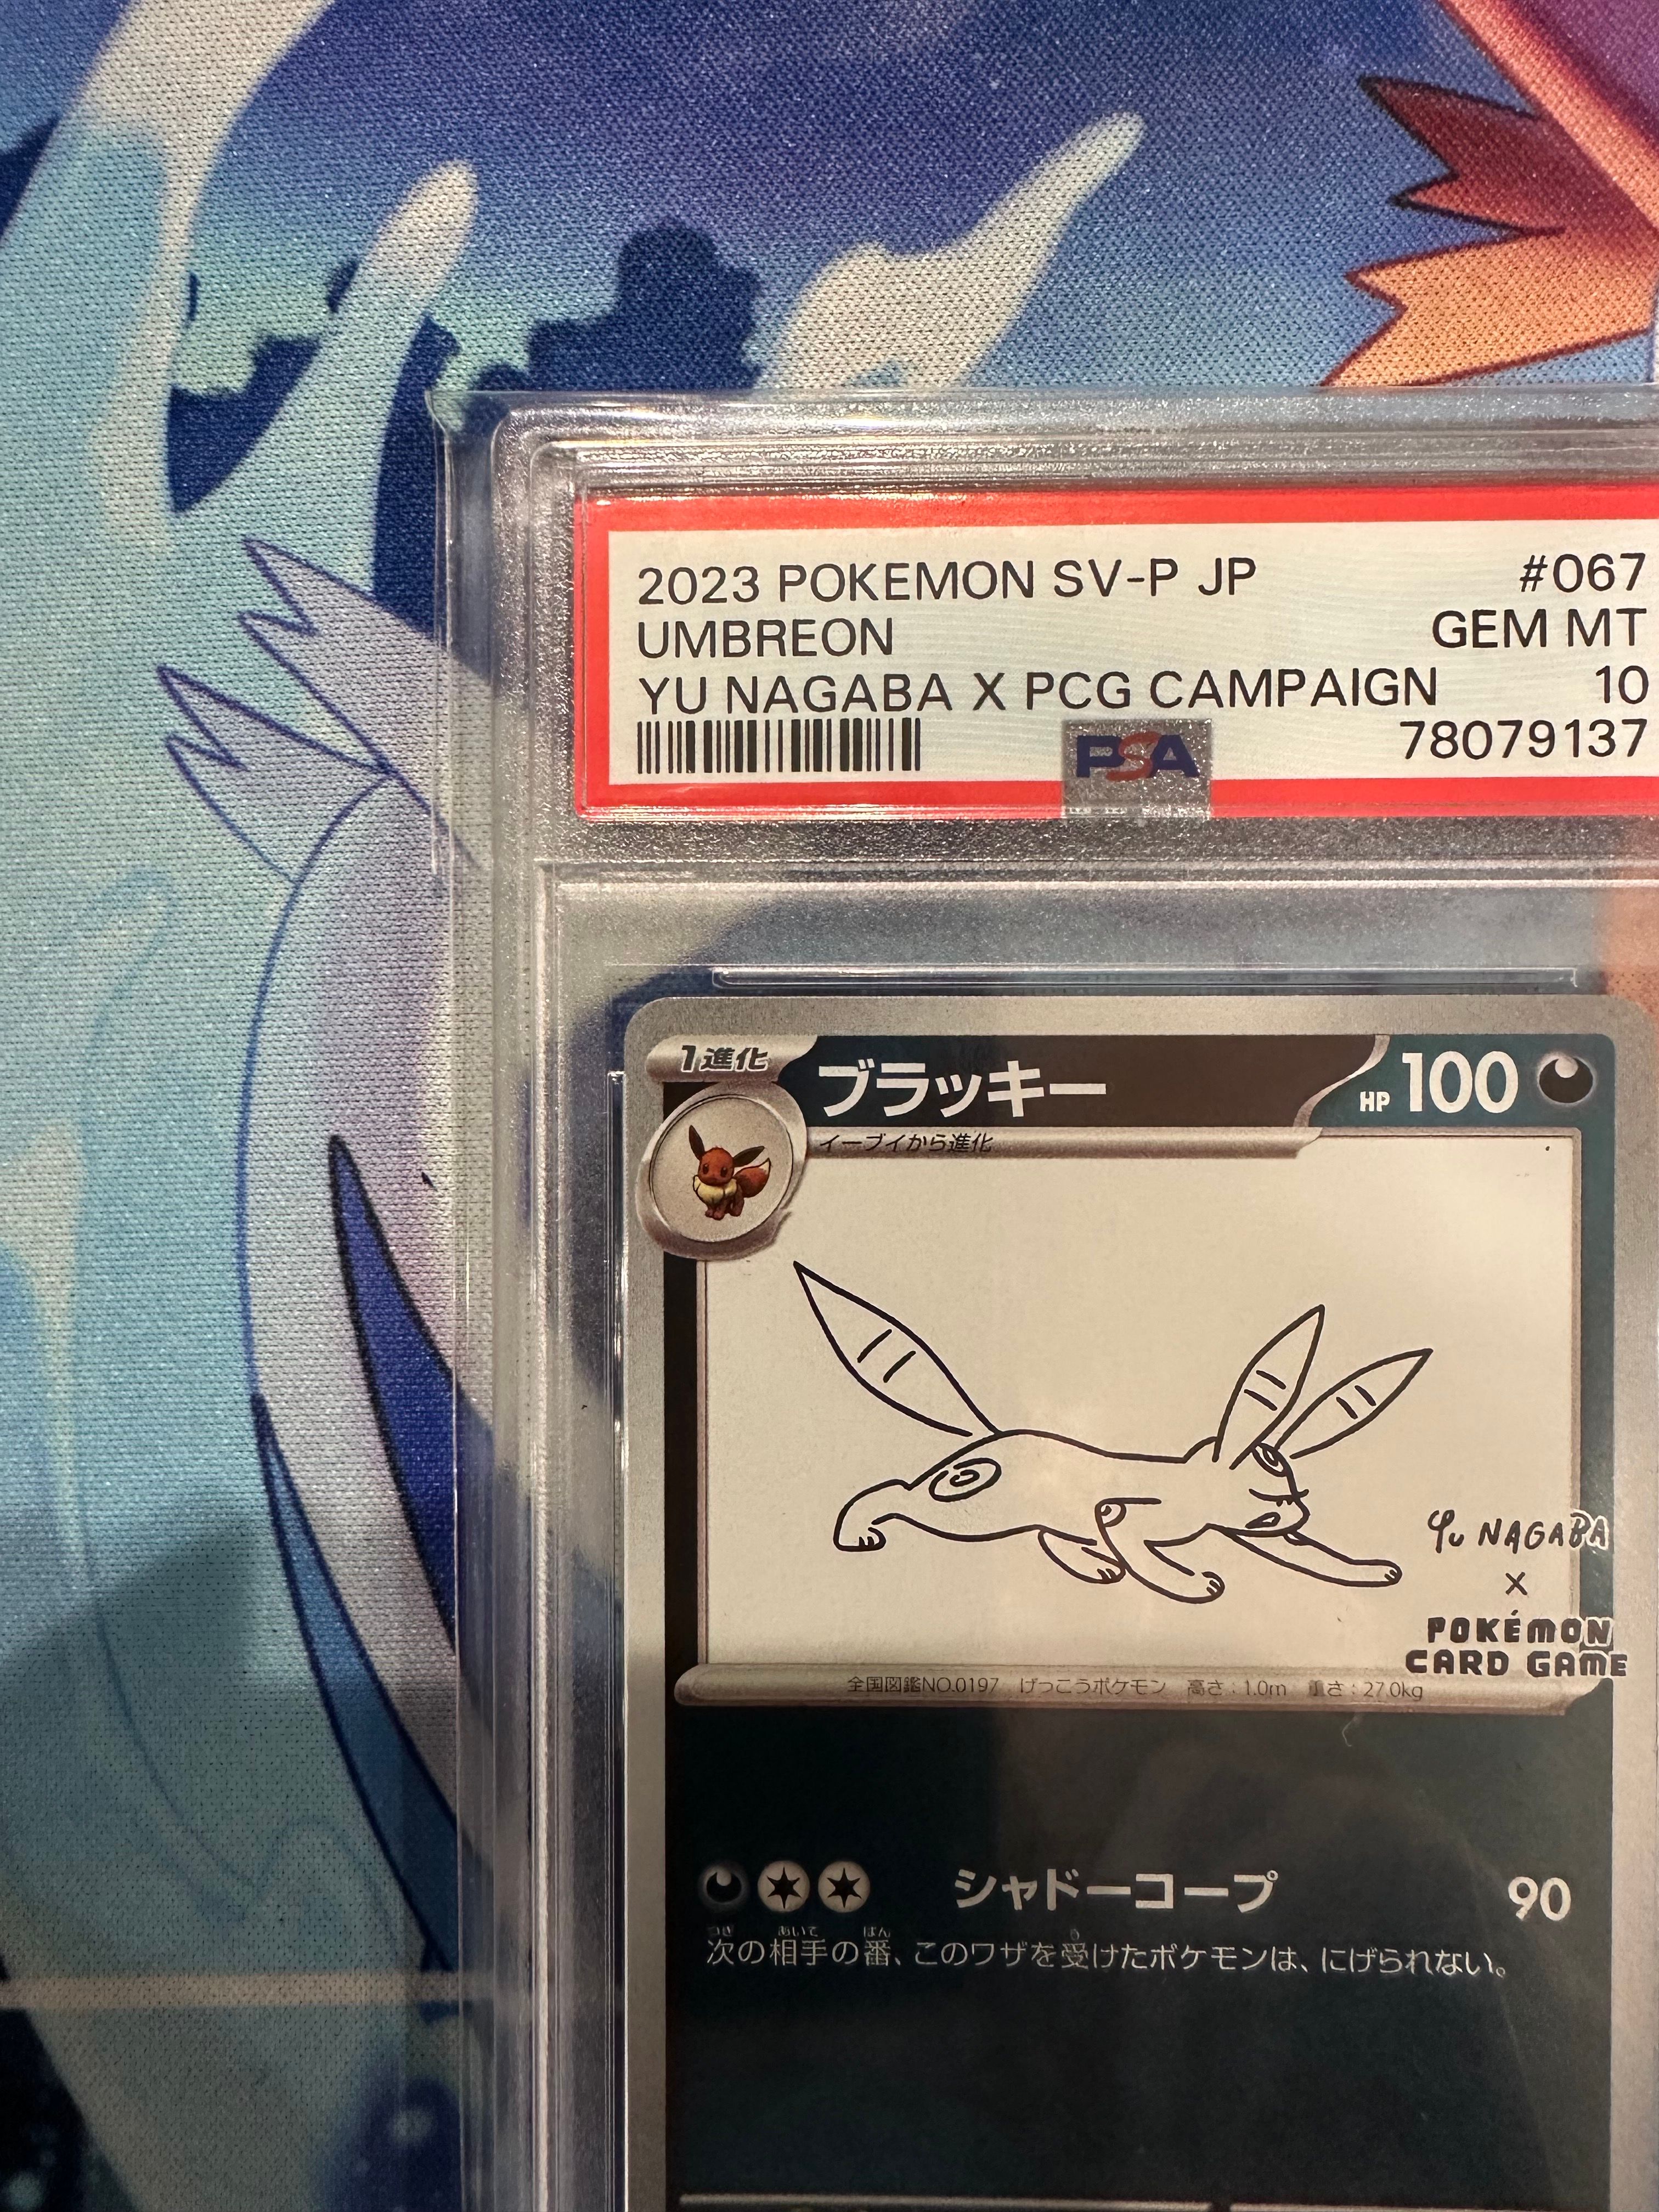 2023 POKEMON SV-P JP #067
UMBREON GEM MT
YU NAGABA X PCG CAMPAIGN 10
PSA 78079137
1進化 ブラッキー HP 100
イーブイから進化
YU NAGABA
X
POKÉMON
CARD GAME
全国図鑑NO.0197 げっこうポケモン 高さ:1.0m 重さ:27.0kg
シャドーコープ 90
次の相手の番、このワザを受けたポケモンは、にげられない。